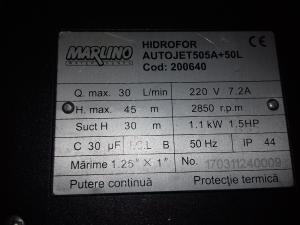 MARLINO
HIDROFOR
AUTOJET505A+50L
Cod: 200640
CE
Q. max. 30 L/min 220 V 7.2A
H. max. 45 m 2850 r.p.m
Suct H 30 m 1.1 kW 1.5HP
C 30 µF I.CL B 50 Hz IP 44
Mărime 1.25" X 1" No. 170311240009
Putere continuă Protecție termică